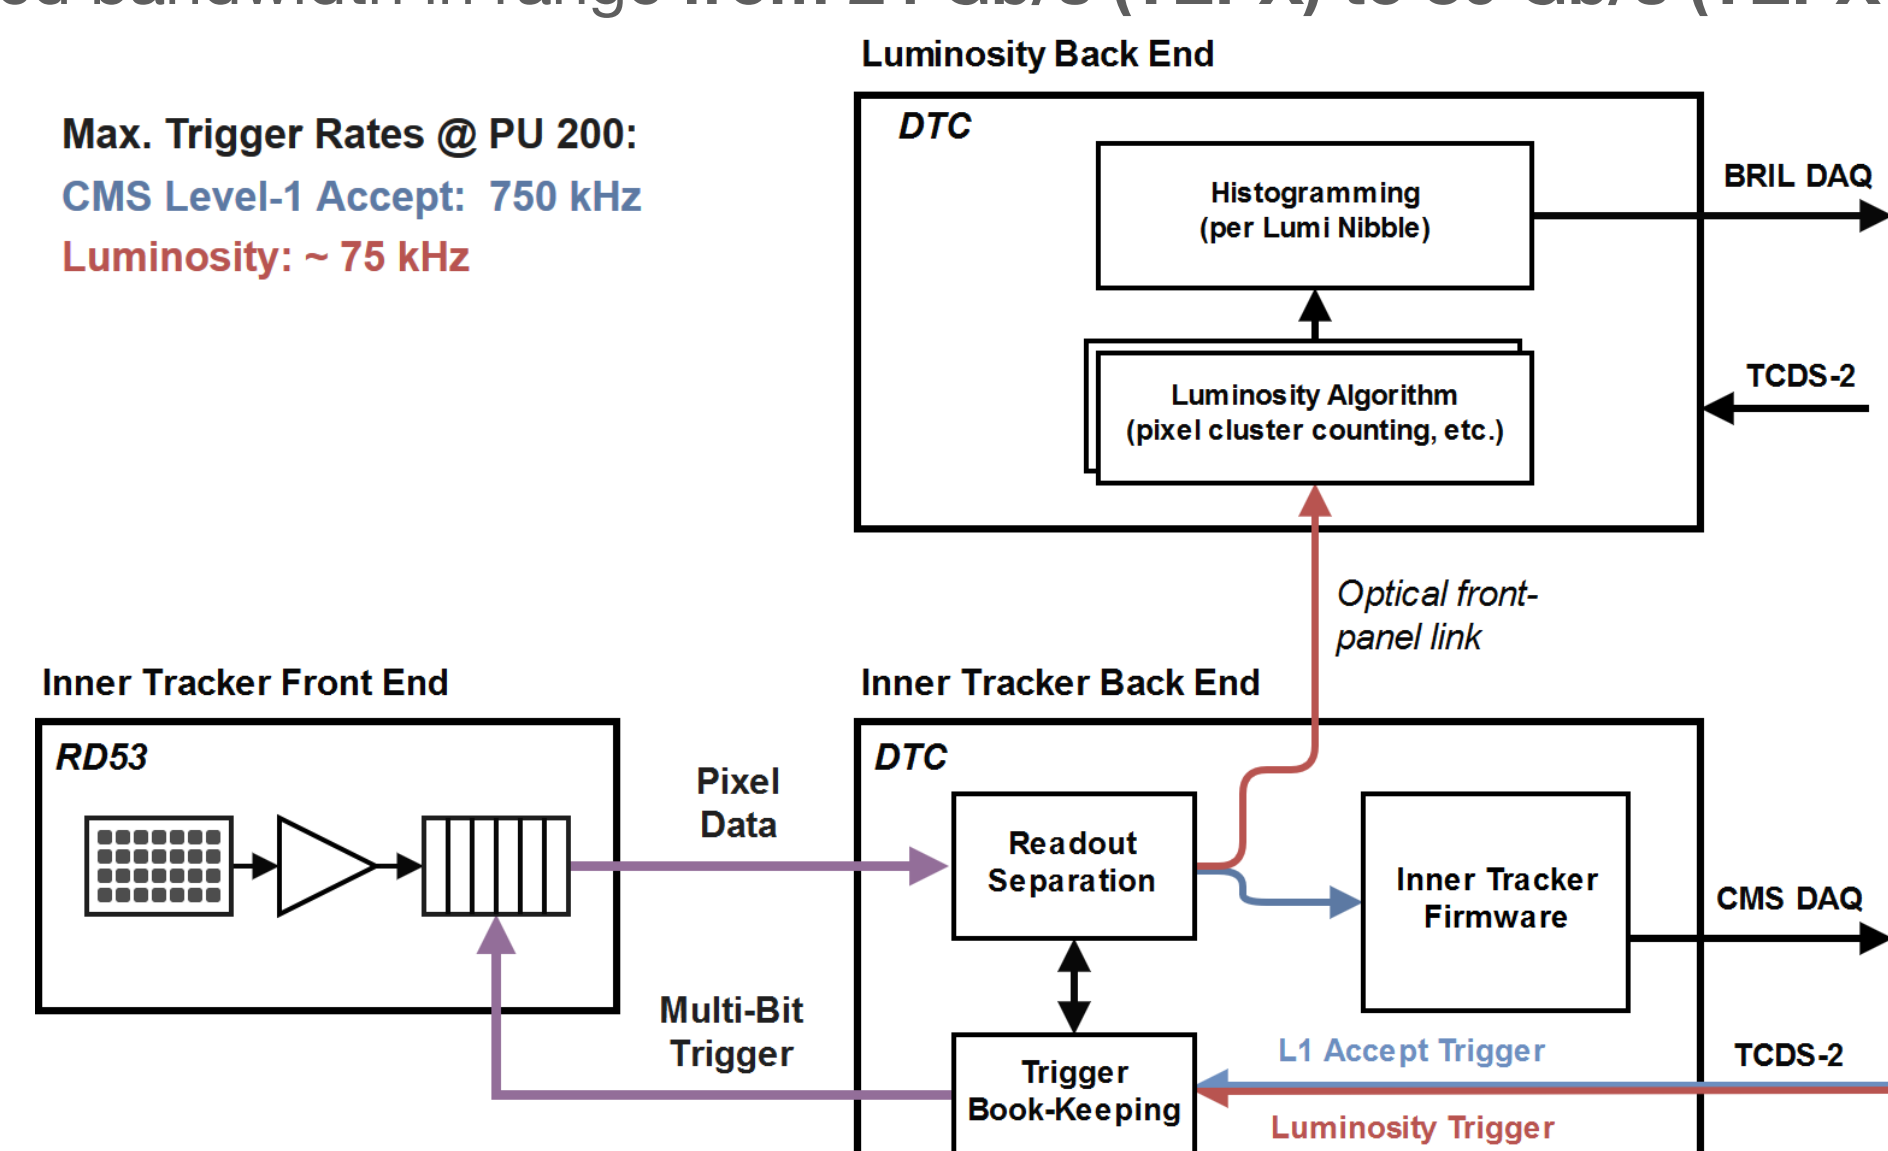 bandwidth in range
Luminosity Back End
Max. Trigger Rates @ PU 200:
CMS Level-1 Accept: 750 kHz
Luminosity: ~ 75 kHz
DTC
Histogramming
(per Lumi Nibble)
BRIL DAQ
TCDS-2
Luminosity Algorithm
(pixel cluster counting, etc.)
Optical front-
panel link
Inner Tracker Front End
Inner Tracker Back End
RD53
DTC
Pixel
Data
Readout
Separation
Inner Tracker
Firmware
CMS DAQ
Multi-Bit
Trigger
L1 Accept Trigger
TCDS-2
Trigger
Book-Keeping
Luminosity Trigger